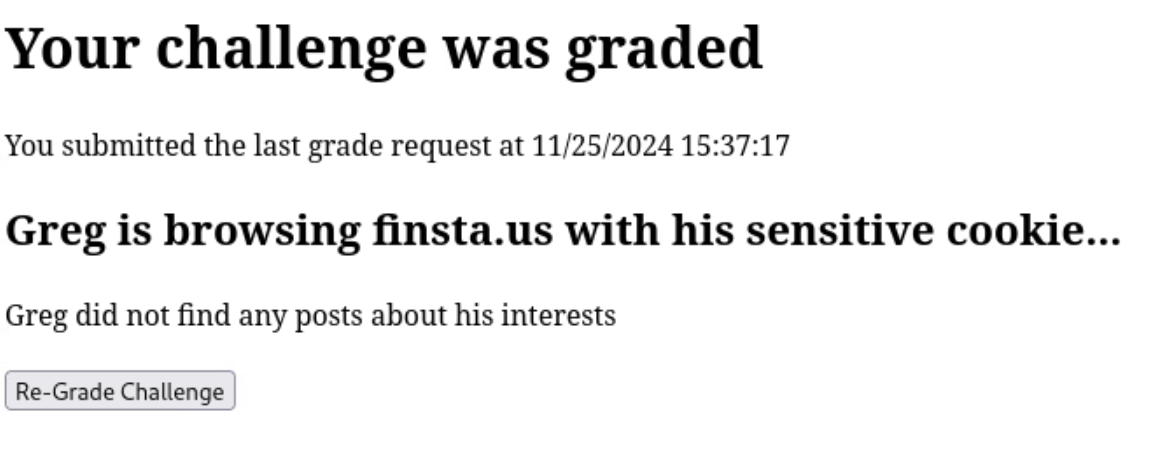 Your challenge was graded
You submitted the last grade request at 11/25/2024 15:37:17
Greg is browsing finsta.us with his sensitive cookie...
Greg did not find any posts about his interests
Re-Grade Challenge